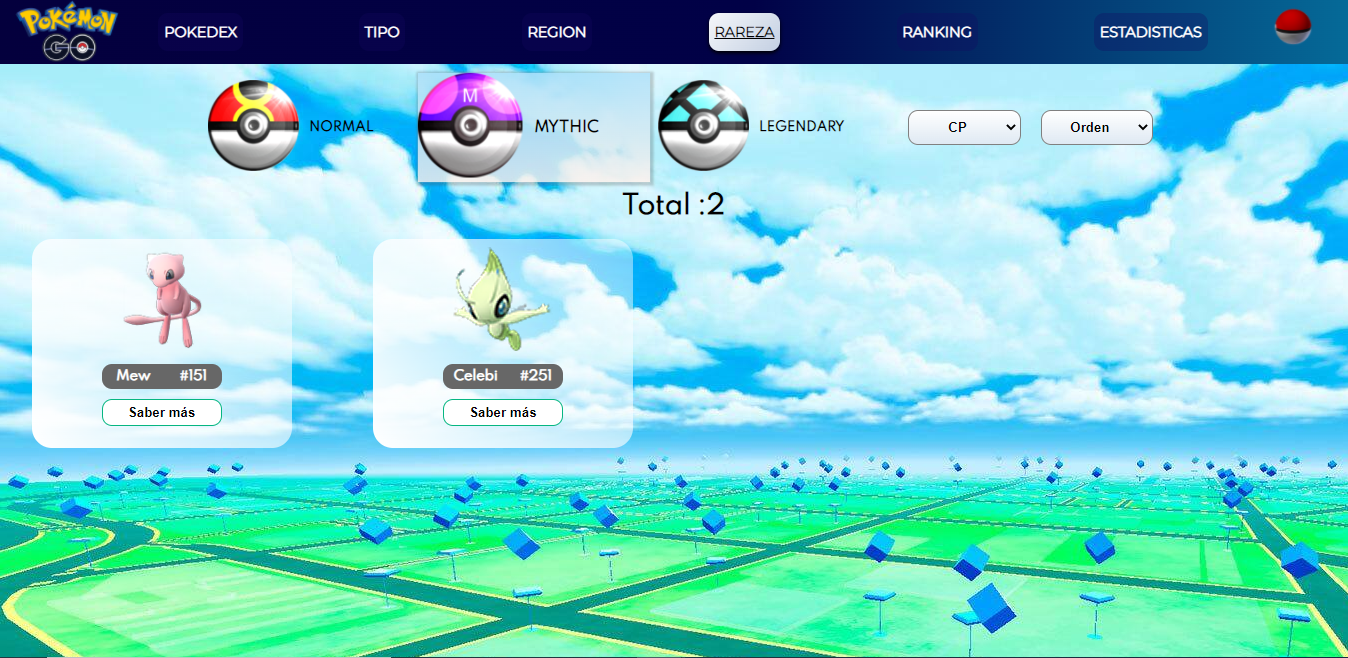 POKéMON
GO
POKEDEX
TIPO
REGION
RAREZA
RANKING
ESTADISTICAS
NORMAL
M
MYTHIC
LEGENDARY
CP
Orden
Total :2
Mew #151
Saber más
Celebi #251
Saber más